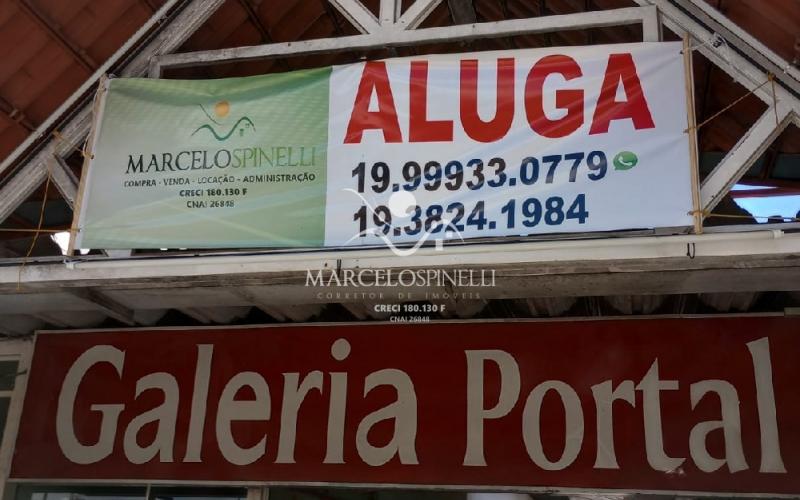 MARCELOSPINELLI
COMPRA - VENDA - LOCAÇÃO - ADMINISTRAÇÃO
CRECI 180.130 F
CNAI 26848
ALUGA
19.99933.0779
19.3824.1984
MARCELOSPINELLI
CORRETOR DE IMÓVEIS
CRECI 180.130 F
CNAI 26848
Galeria Portal